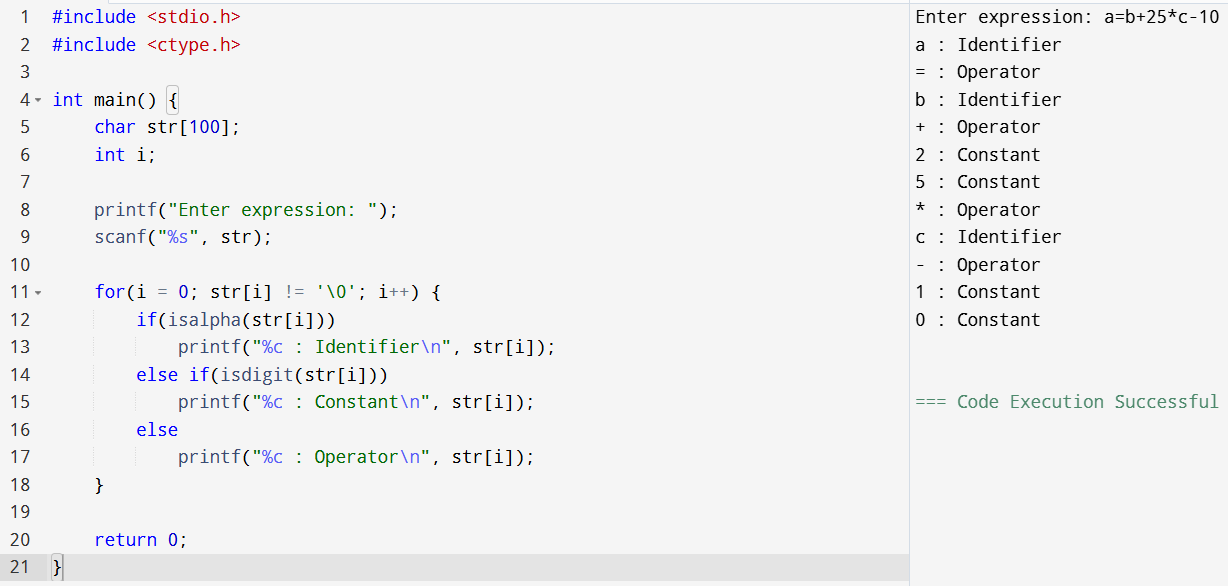 1 #include <stdio.h>
2 #include <ctype.h>
3
4 int main() {
5     char str[100];
6     int i;
7
8     printf("Enter expression: ");
9     scanf("%s", str);
10
11     for(i = 0; str[i] != '\0'; i++) {
12         if(isalpha(str[i]))
13             printf("%c : Identifier\n", str[i]);
14         else if(isdigit(str[i]))
15             printf("%c : Constant\n", str[i]);
16         else
17             printf("%c : Operator\n", str[i]);
18     }
19
20     return 0;
21 }
Enter expression: a=b+25*c-10
a : Identifier
= : Operator
b : Identifier
+ : Operator
2 : Constant
5 : Constant
* : Operator
c : Identifier
- : Operator
1 : Constant
0 : Constant
=== Code Execution Successful